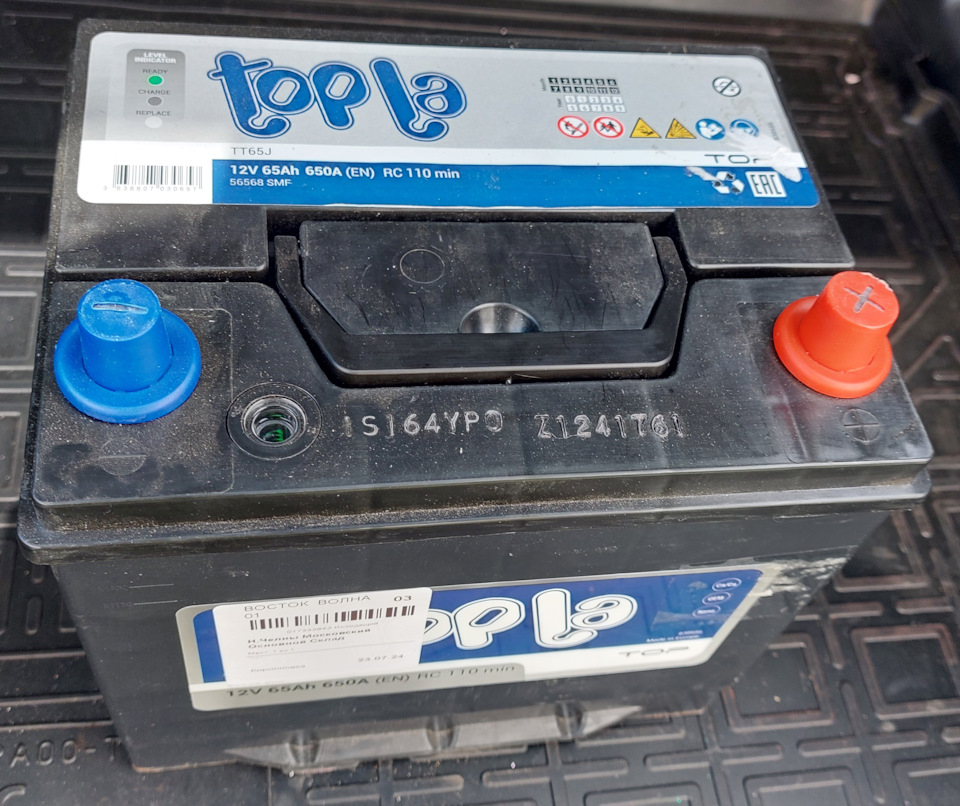 LEVEL
INDICATOR
READY
CHARGE
REPLACE
topla
TT65J
12V 65Ah 650A (EN) RC 110 min
56568 SMF
TOP
EAC
1S164YPO Z1241T61
ВОСТОК ВОЛНА 03
01
Н.Челны Московский
Основной Склад
23.07.24
topla
TOP
12V 65Ah 650A (EN) RC 110 min